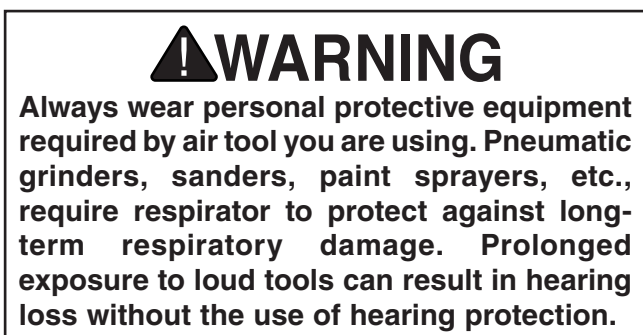 WARNING
Always wear personal protective equipment
required by air tool you are using. Pneumatic
grinders, sanders, paint sprayers, etc.,
require respirator to protect against long-
term respiratory damage. Prolonged
exposure to loud tools can result in hearing
loss without the use of hearing protection.